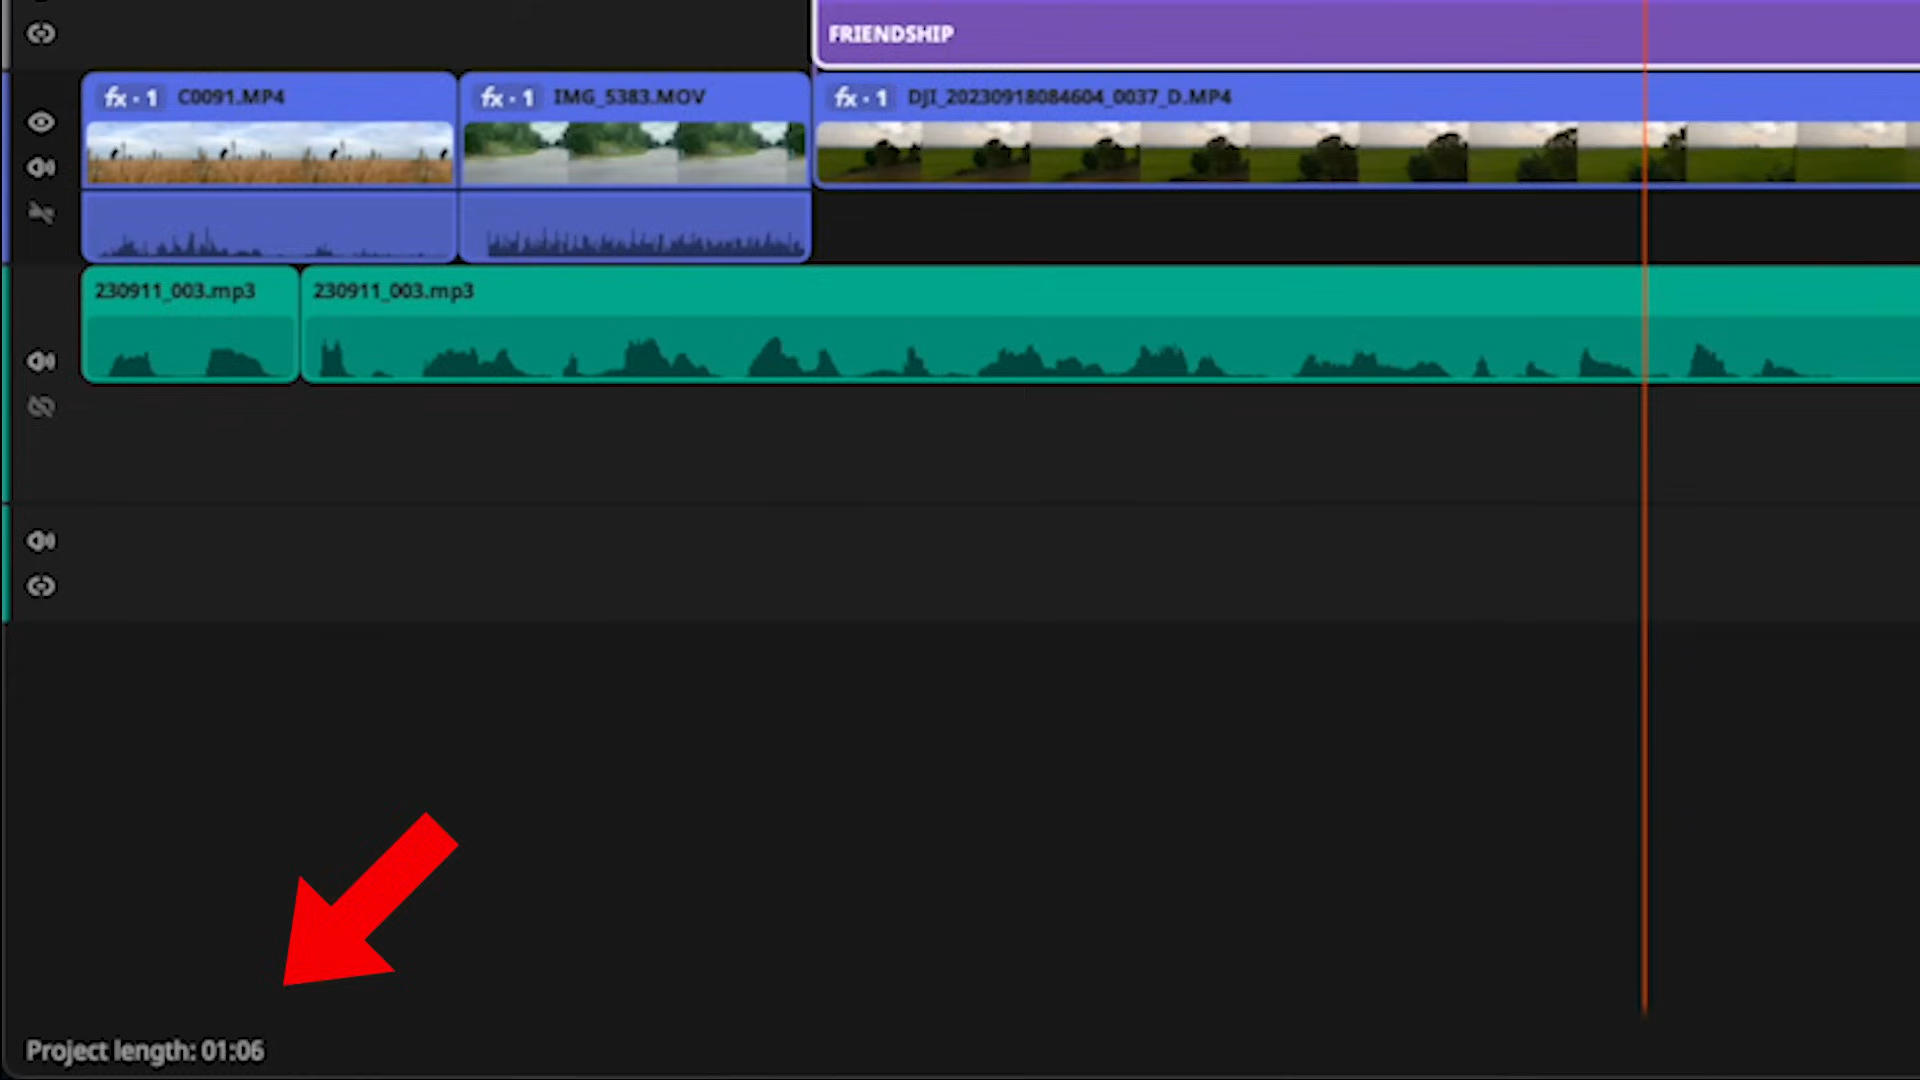 FRIENDSHIP
fx · 1 C0091.MP4
fx · 1 IMG_5383.MOV
fx · 1 DJI_20230918084604_0037_D.MP4
230911_003.mp3
230911_003.mp3
Project length: 01:06